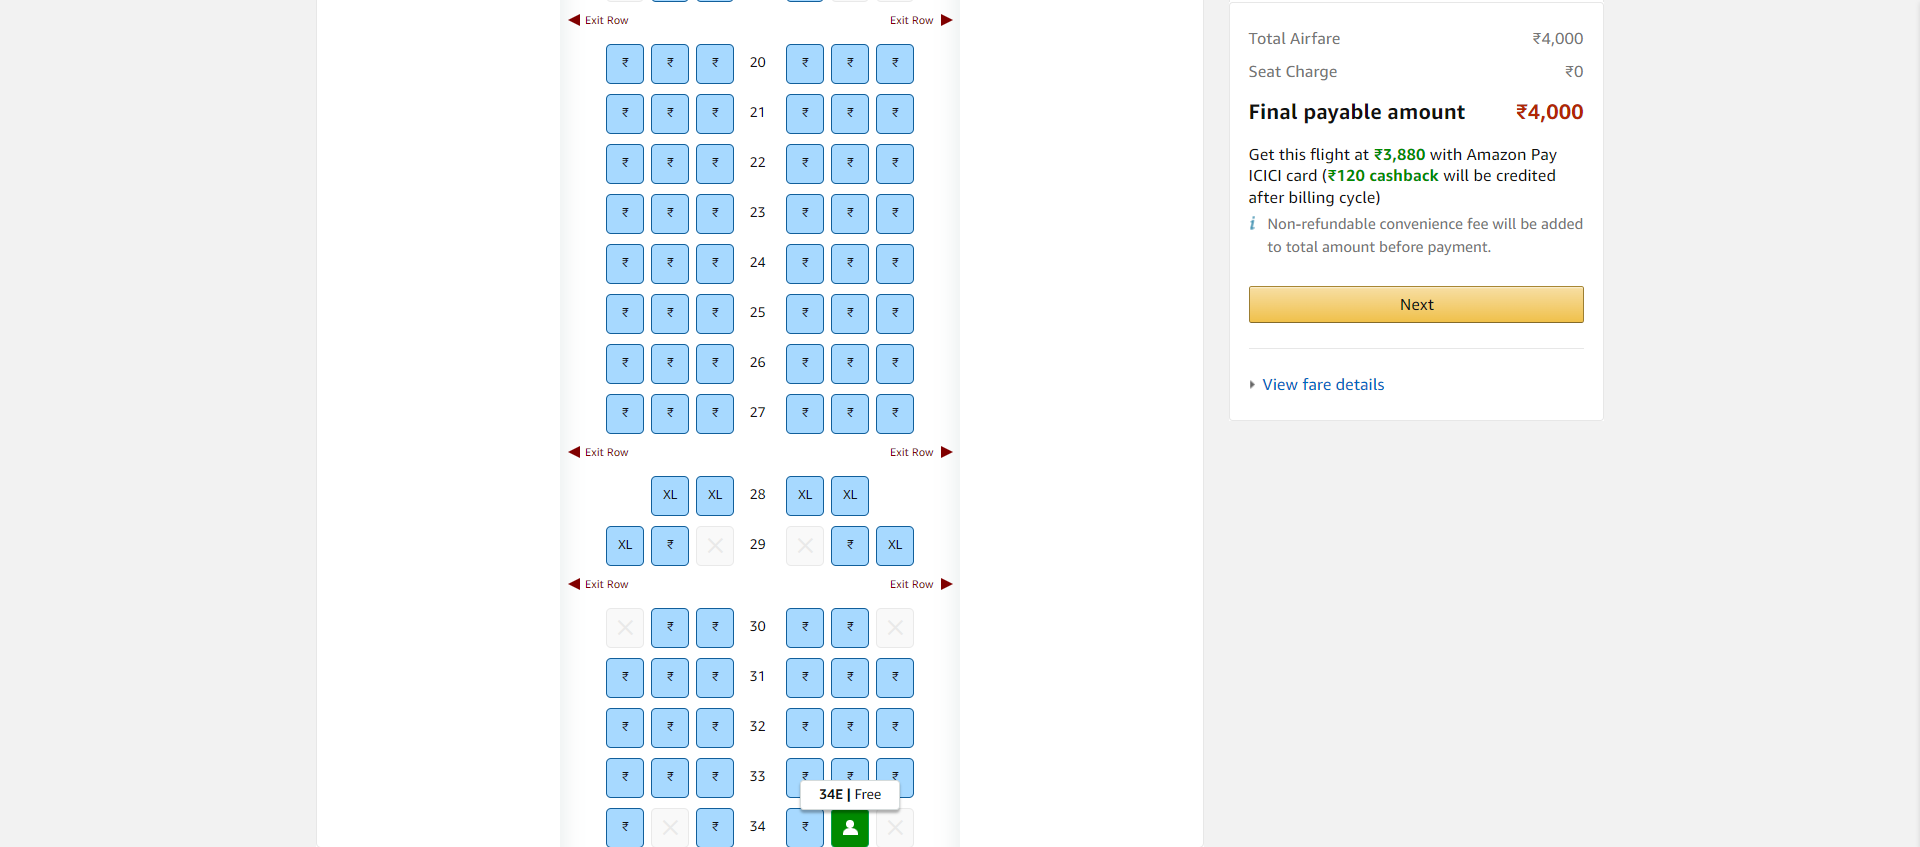 Exit Row Exit Row
₹ ₹ ₹ 20 ₹ ₹ ₹
₹ ₹ ₹ 21 ₹ ₹ ₹
₹ ₹ ₹ 22 ₹ ₹ ₹
₹ ₹ ₹ 23 ₹ ₹ ₹
₹ ₹ ₹ 24 ₹ ₹ ₹
₹ ₹ ₹ 25 ₹ ₹ ₹
₹ ₹ ₹ 26 ₹ ₹ ₹
₹ ₹ ₹ 27 ₹ ₹ ₹
Exit Row Exit Row
XL XL 28 XL XL
XL ₹ 29 ₹ XL
Exit Row Exit Row
₹ ₹ 30 ₹ ₹
₹ ₹ ₹ 31 ₹ ₹ ₹
₹ ₹ ₹ 32 ₹ ₹ ₹
₹ ₹ ₹ 33 ₹ ₹ ₹
34E | Free
₹ ₹ 34 ₹
Total Airfare ₹4,000
Seat Charge ₹0
Final payable amount ₹4,000
Get this flight at ₹3,880 with Amazon Pay
ICICI card (₹120 cashback will be credited
after billing cycle)
i Non-refundable convenience fee will be added
to total amount before payment.
Next
View fare details